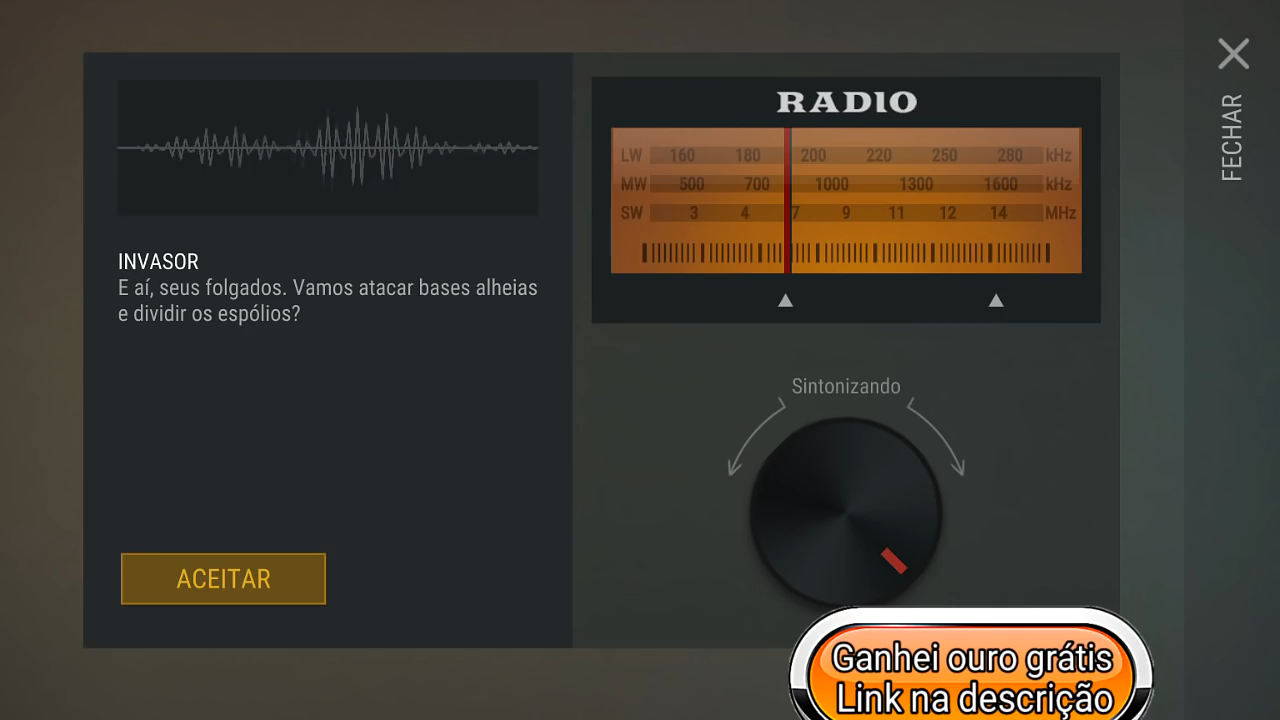 RADIO
LW 160 180 200 220 250 280 kHz
MW 500 700 1000 1300 1600 kHz
SW 3 4 7 9 11 12 14 MHz
FECHAR
INVASOR
E aí, seus folgados. Vamos atacar bases alheias
e dividir os espólios?
Sintonizando
ACEITAR
Ganhei ouro grátis
Link na descrição